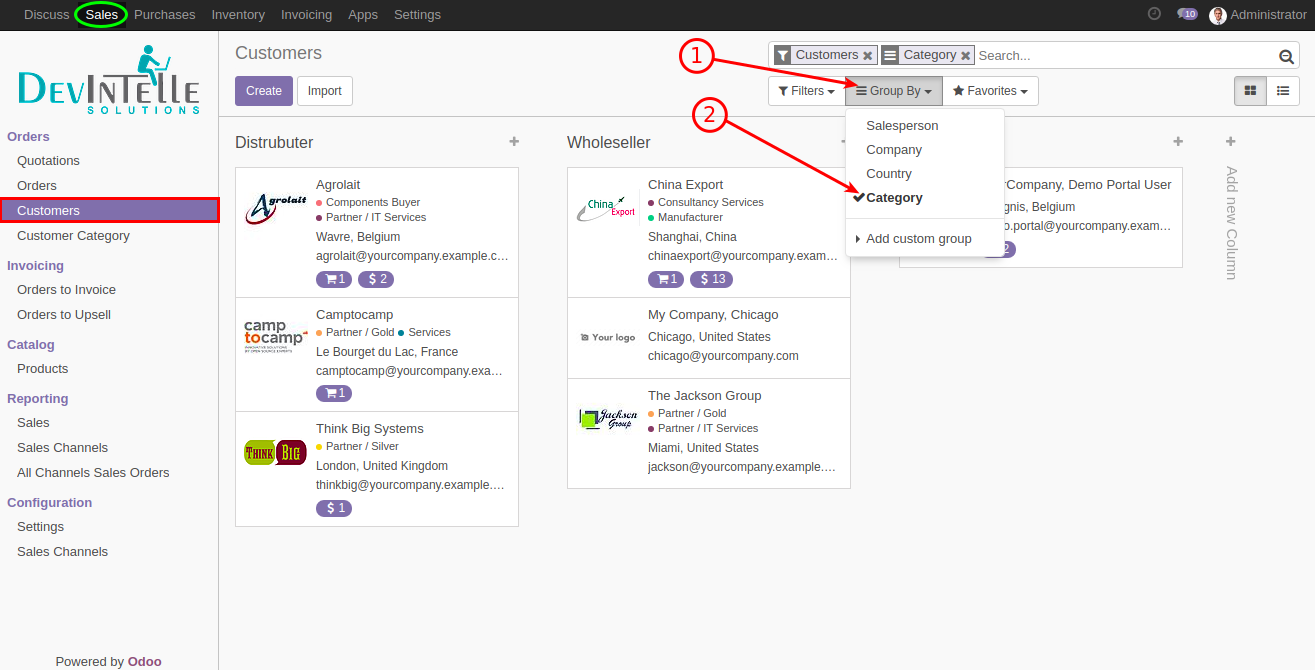 Discuss Sales Purchases Inventory Invoicing Apps Settings 10 Administrator
DEVINTELLE
SOLUTIONS
Orders
Quotations
Orders
Customers
Customer Category
Invoicing
Orders to Invoice
Orders to Upsell
Catalog
Products
Reporting
Sales
Sales Channels
All Channels Sales Orders
Configuration
Settings
Sales Channels
Powered by Odoo
Customers
Create Import
1
2
Customers Category Search...
Filters Group By Favorites
Salesperson
Company
Country
Category
Add custom group
Distrubuter
Agrolait
Agrolait
Components Buyer
Partner / IT Services
Wavre, Belgium
agrolait@yourcompany.example.c...
1 $ 2
camp
tocamp
Camptocamp
Partner / Gold Services
Le Bourget du Lac, France
camptocamp@yourcompany.exa...
1
THINK BIG
Think Big Systems
Partner / Silver
London, United Kingdom
thinkbig@yourcompany.example....
$ 1
Wholeseller
China
Export
China Export
Consultancy Services
Manufacturer
Shanghai, China
chinaexport@yourcompany.exam...
1 $ 13
Your logo
My Company, Chicago
Chicago, United States
chicago@yourcompany.com
Jackson
Group
The Jackson Group
Partner / Gold
Partner / IT Services
Miami, United States
jackson@yourcompany.example....
rCompany, Demo Portal User
gnis, Belgium
o.portal@yourcompany.exam...
2
Add new Column